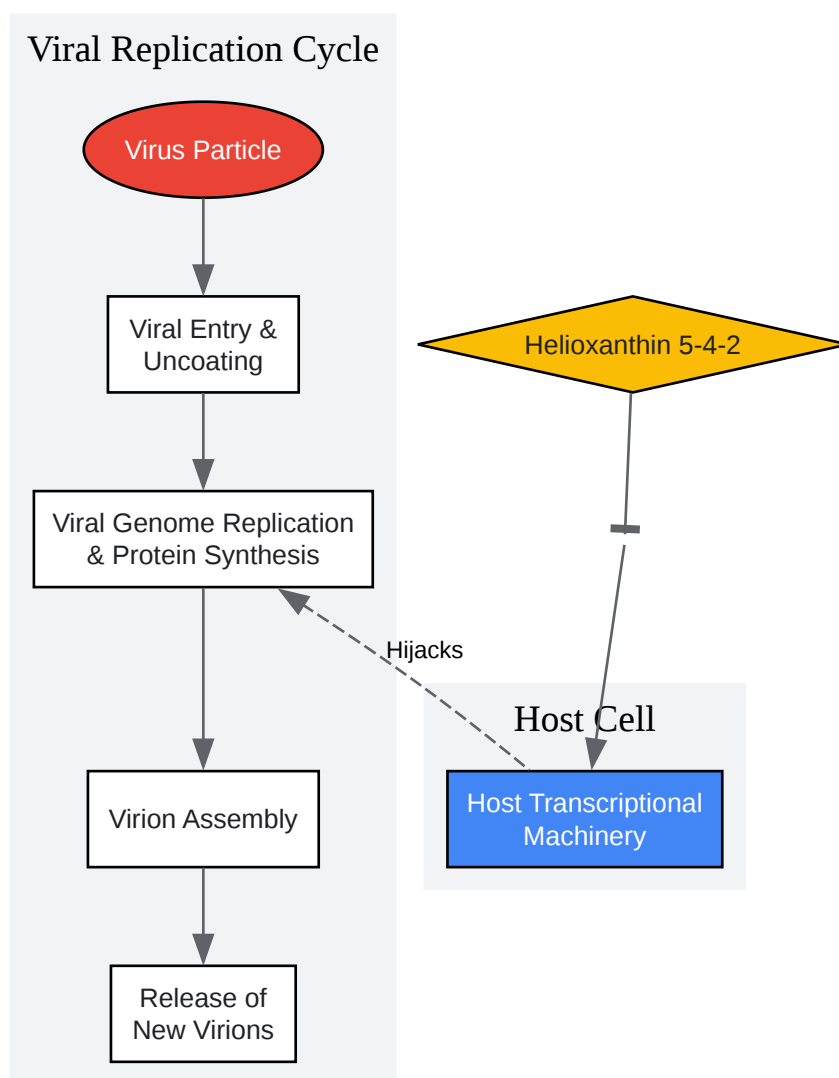 Viral Replication Cycle
Virus Particle
Viral Entry &
Uncoating
Helioxanthin 5-4-2
Viral Genome Replication
& Protein Synthesis
Hijacks
Host Cell
Virion Assembly
Host Transcriptional
Machinery
Release of
New Virions